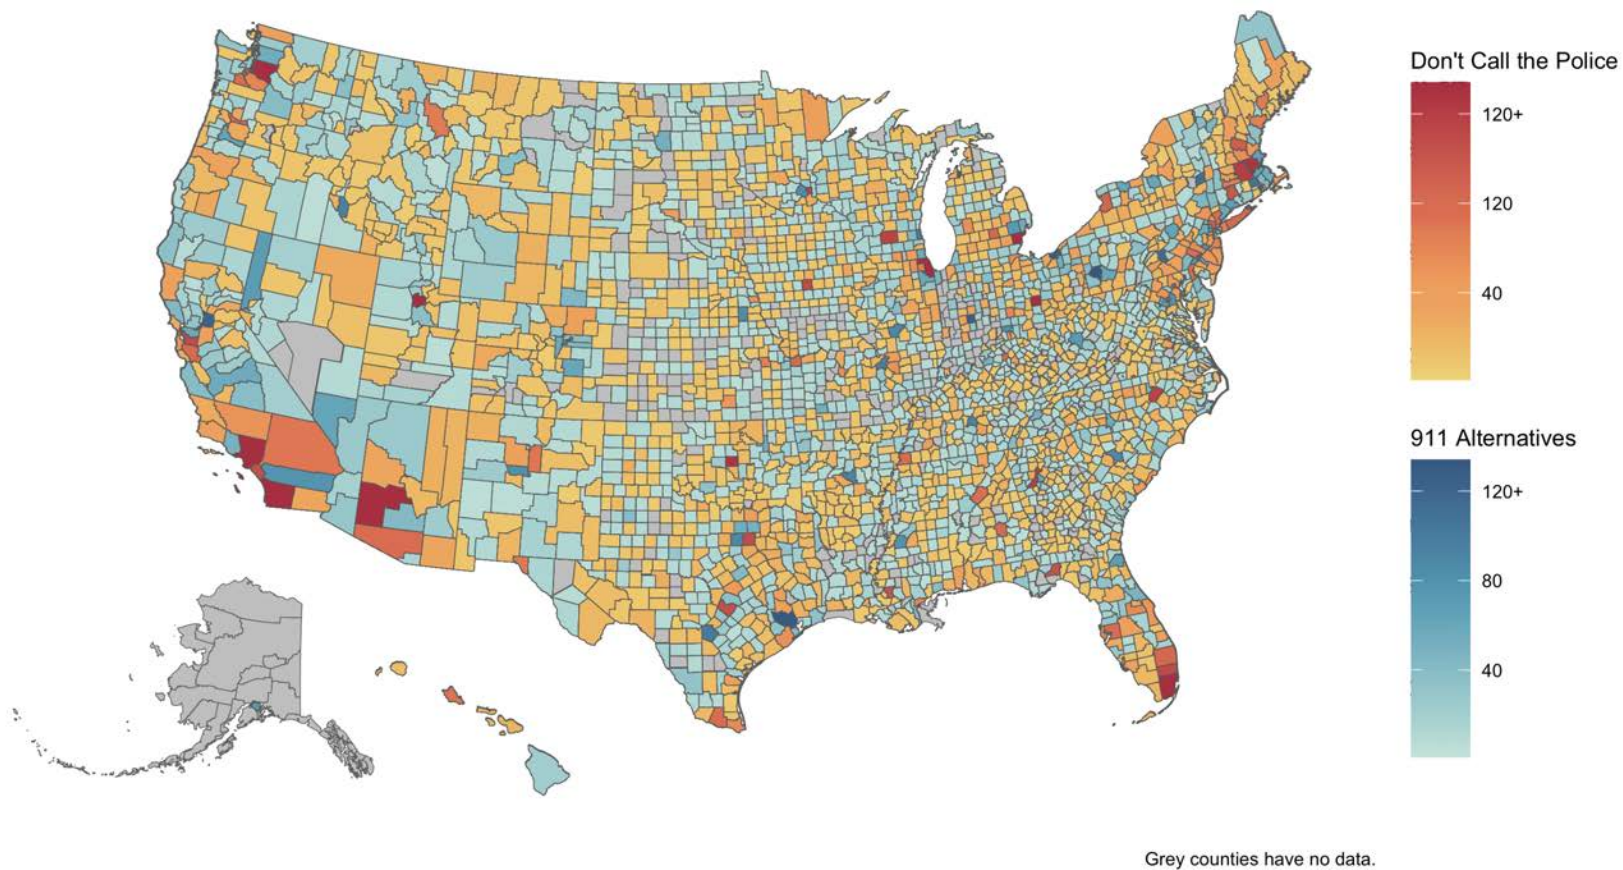 Don't Call the Police
120+
120
40
911 Alternatives
120+
80
40
Grey counties have no data.